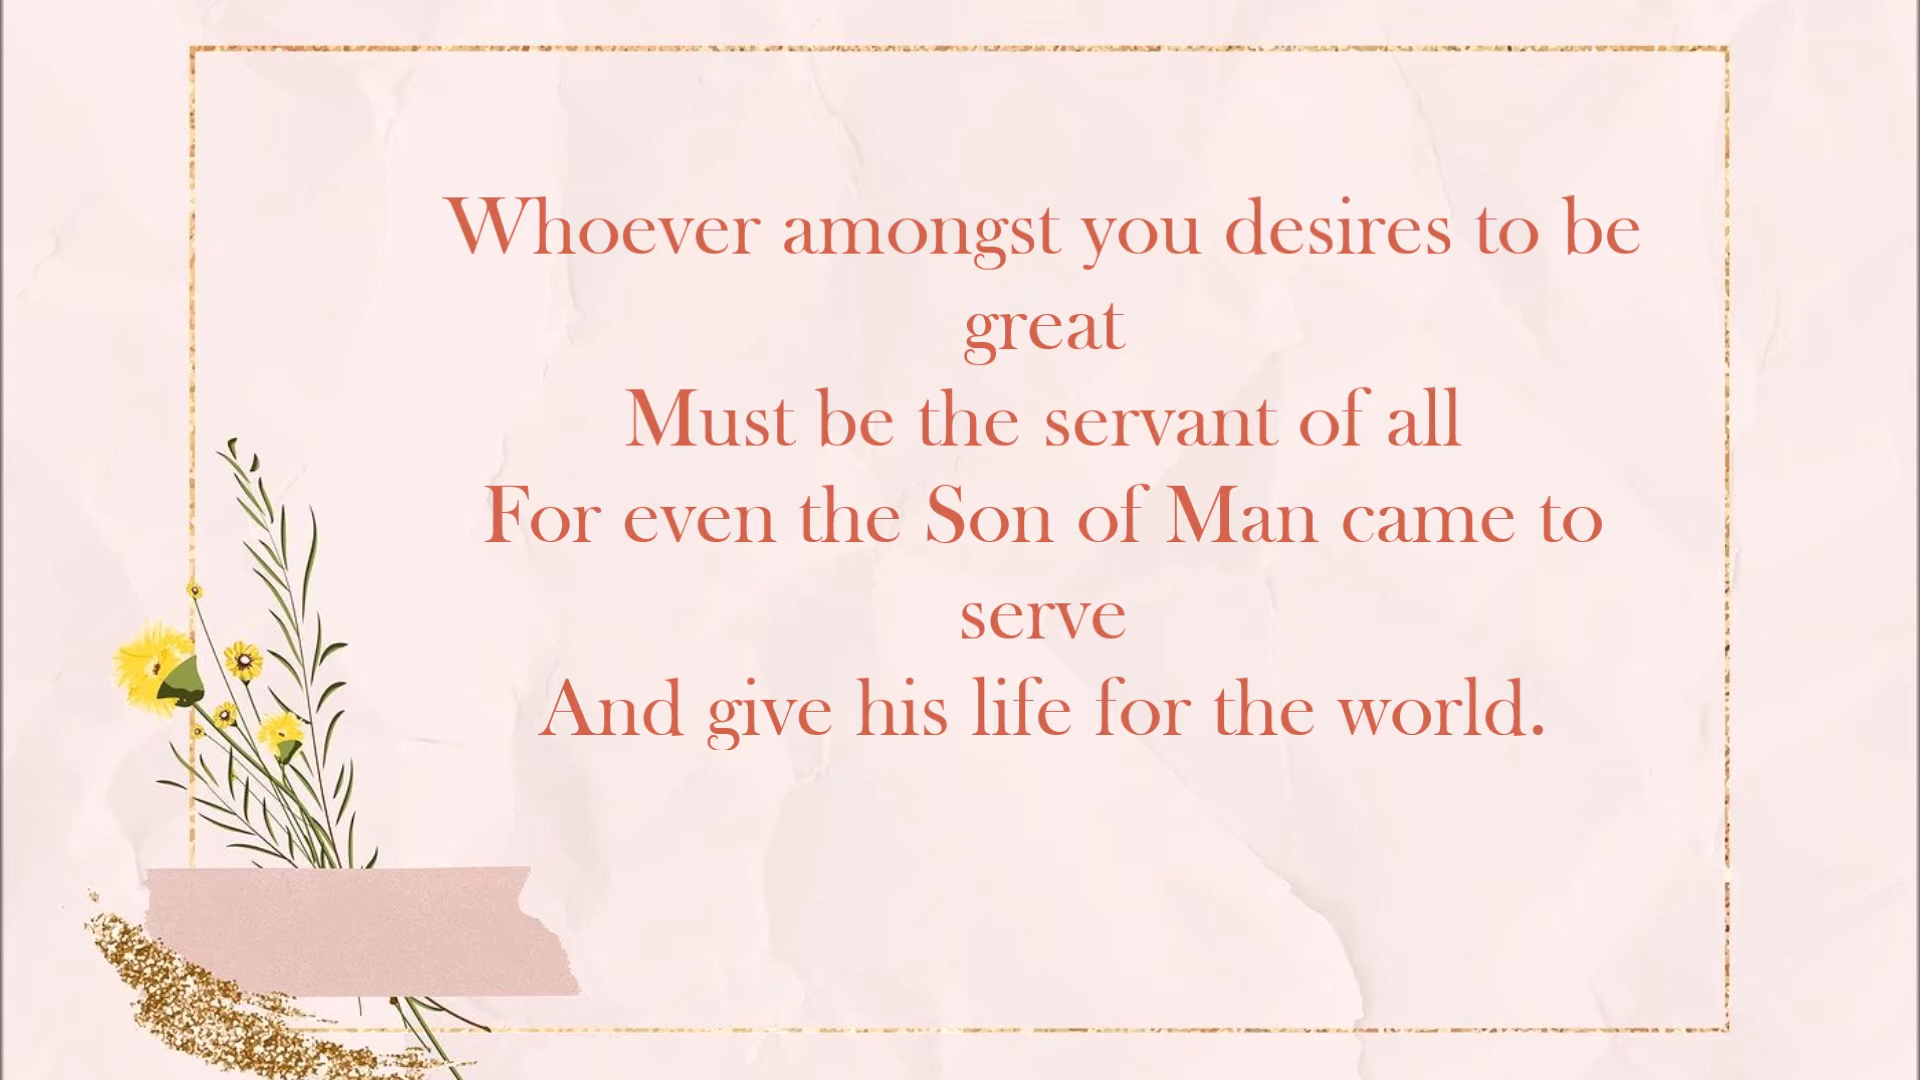 Whoever amongst you desires to be
great
Must be the servant of all
For even the Son of Man came to
serve
And give his life for the world.